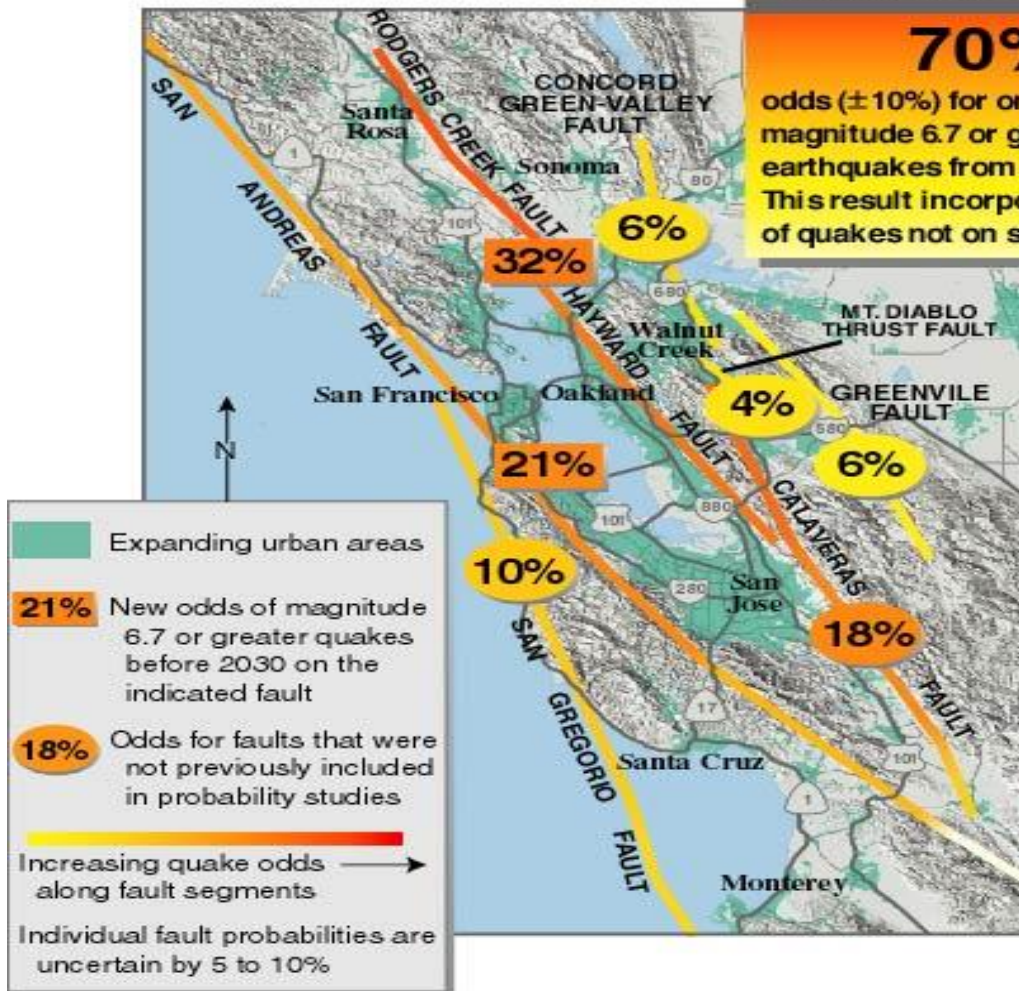 70%
odds (±10%) for or
magnitude 6.7 or g
earthquakes from
This result incorp
of quakes not on s
RODGERS CREEK FAULT
CONCORD
GREEN-VALLEY
FAULT
SAN ANDREAS FAULT
Santa
Rosa
Sonoma
1
101
80
6%
32%
HAYWARD FAULT
680
MT. DIABLO
THRUST FAULT
Walnut
Creek
San Francisco
Oakland
4%
GREENVILE
FAULT
580
N
21%
6%
CALAVERAS FAULT
101
880
10%
280
San
Jose
18%
SAN GREGORIO FAULT
17
Santa Cruz
101
1
Monterey
Expanding urban areas
21% New odds of magnitude
6.7 or greater quakes
before 2030 on the
indicated fault
18% Odds for faults that were
not previously included
in probability studies
Increasing quake odds
along fault segments
Individual fault probabilities are
uncertain by 5 to 10%